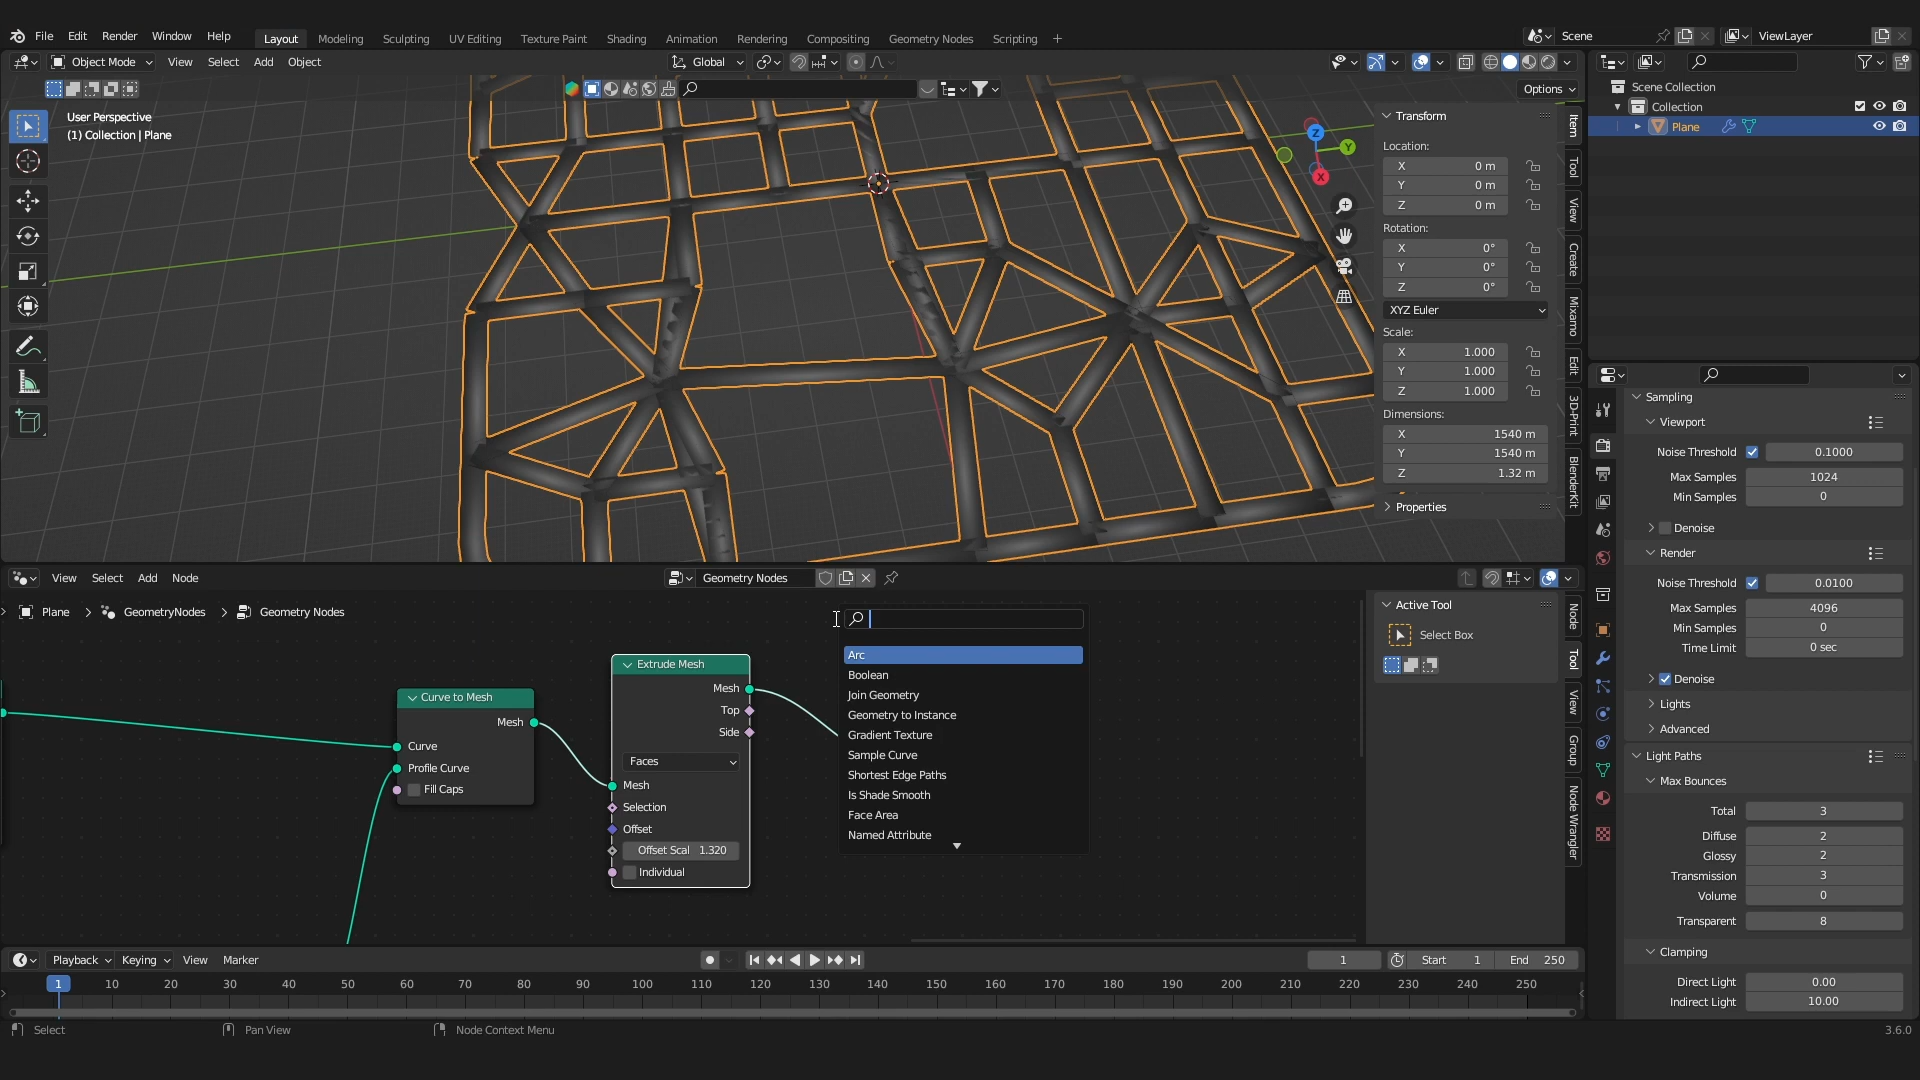 File Edit Render Window Help
Layout Modeling Sculpting UV Editing Texture Paint Shading Animation Rendering Compositing Geometry Nodes Scripting +
Scene
ViewLayer
Object Mode View Select Add Object
Global
Options
User Perspective
(1) Collection | Plane
Z
Y
X
Transform
Location:
X 0 m
Y 0 m
Z 0 m
Rotation:
X 0°
Y 0°
Z 0°
XYZ Euler
Scale:
X 1.000
Y 1.000
Z 1.000
Dimensions:
X 1540 m
Y 1540 m
Z 1.32 m
Properties
Item
Tool
View
Create
Mixamo
Edit
3D-Print
BlenderKit
Scene Collection
Collection
Plane
Sampling
Viewport
Noise Threshold 0.1000
Max Samples 1024
Min Samples 0
Denoise
Render
Noise Threshold 0.0100
Max Samples 4096
Min Samples 0
Time Limit 0 sec
Denoise
Lights
Advanced
Light Paths
Max Bounces
Total 3
Diffuse 2
Glossy 2
Transmission 3
Volume 0
Transparent 8
Clamping
Direct Light 0.00
Indirect Light 10.00
View Select Add Node
Geometry Nodes
Plane > GeometryNodes > Geometry Nodes
Curve to Mesh
Mesh
Curve
Profile Curve
Fill Caps
Extrude Mesh
Mesh
Top
Side
Faces
Mesh
Selection
Offset
Offset Scal 1.320
Individual
Arc
Boolean
Join Geometry
Geometry to Instance
Gradient Texture
Sample Curve
Shortest Edge Paths
Is Shade Smooth
Face Area
Named Attribute
Active Tool
Select Box
Node
Tool
View
Group
Node Wrangler
Playback Keying View Marker
1
Start 1
End 250
1 10 20 30 40 50 60 70 80 90 100 110 120 130 140 150 160 170 180 190 200 210 220 230 240 250
Select
Pan View
Node Context Menu
3.6.0